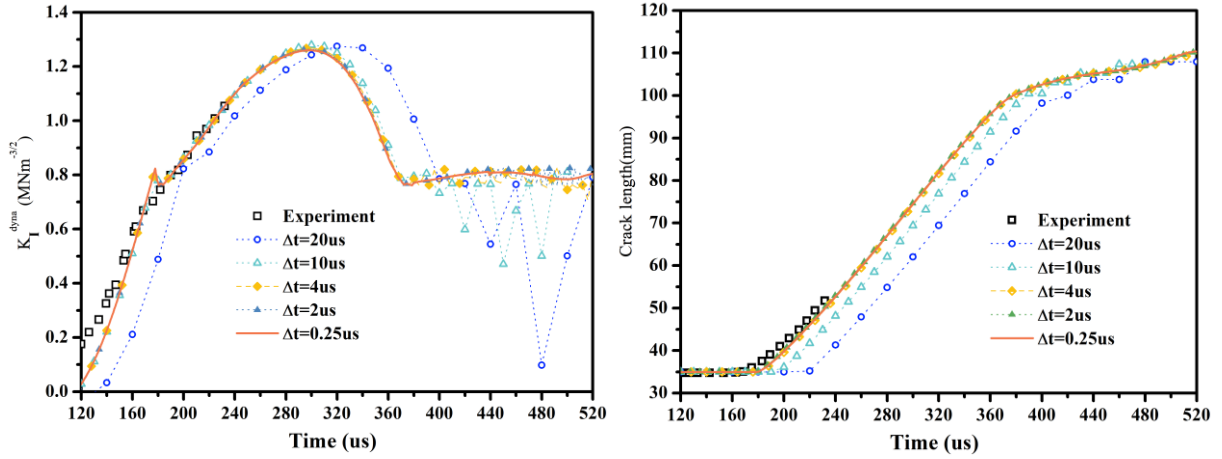 1.4
1.2
1.0
0.8
0.6
0.4
0.2
0.0
K_I^dyna (MNm^-3/2)
Experiment
Δt=20us
Δt=10us
Δt=4us
Δt=2us
Δt=0.25us
120 160 200 240 280 320 360 400 440 480 520
Time (us)
120
110
100
90
80
70
60
50
40
30
Crack length(mm)
Experiment
Δt=20us
Δt=10us
Δt=4us
Δt=2us
Δt=0.25us
120 160 200 240 280 320 360 400 440 480 520
Time (us)